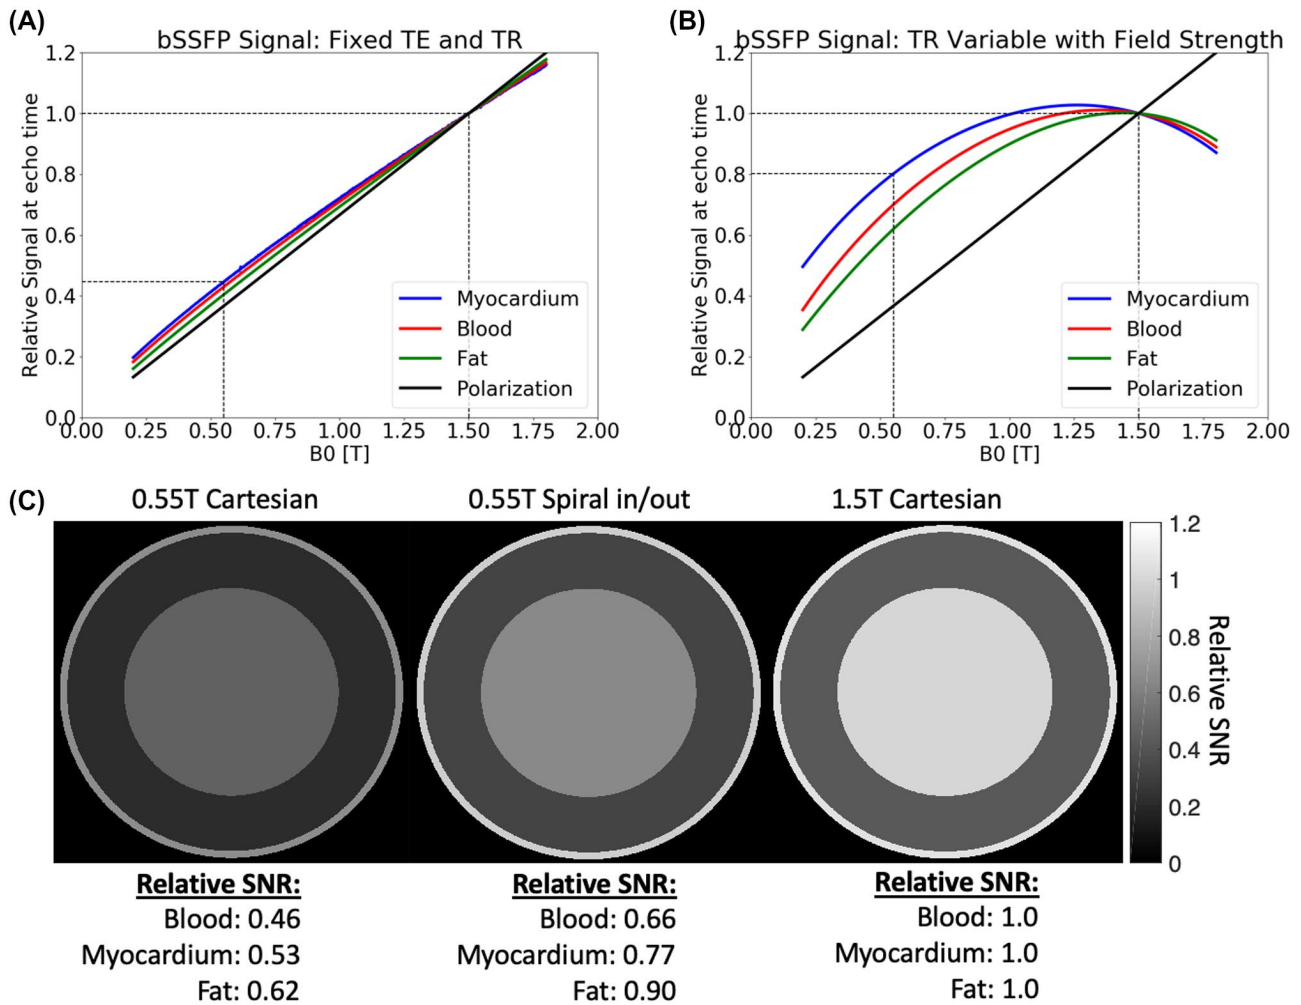 (A)
bSSFP Signal: Fixed TE and TR
Relative Signal at echo time
1.2
1.0
0.8
0.6
0.4
0.2
0.0
Myocardium
Blood
Fat
Polarization
0.00 0.25 0.50 0.75 1.00 1.25 1.50 1.75 2.00
B0 [T]
(B)
bSSFP Signal: TR Variable with Field Strength
Relative Signal at echo time
1.2
1.0
0.8
0.6
0.4
0.2
0.0
Myocardium
Blood
Fat
Polarization
0.00 0.25 0.50 0.75 1.00 1.25 1.50 1.75 2.00
B0 [T]
(C)
0.55T Cartesian
0.55T Spiral in/out
1.5T Cartesian
1.2
1
0.8
0.6
0.4
0.2
0
Relative SNR
Relative SNR:
Blood: 0.46
Myocardium: 0.53
Fat: 0.62
Relative SNR:
Blood: 0.66
Myocardium: 0.77
Fat: 0.90
Relative SNR:
Blood: 1.0
Myocardium: 1.0
Fat: 1.0